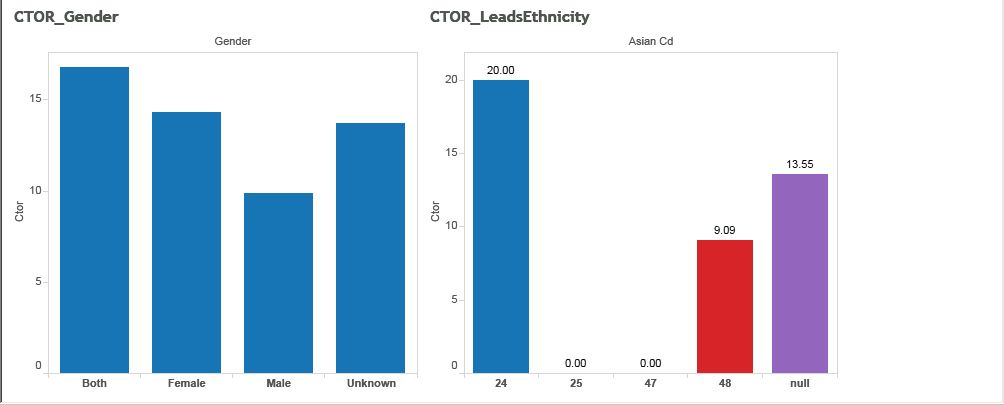 CTOR_Gender
Gender
Ctor
15
10
5
0
Both Female Male Unknown
CTOR_LeadsEthnicity
Asian Cd
Ctor
20
15
10
5
0
20.00
0.00
0.00
9.09
13.55
24 25 47 48 null